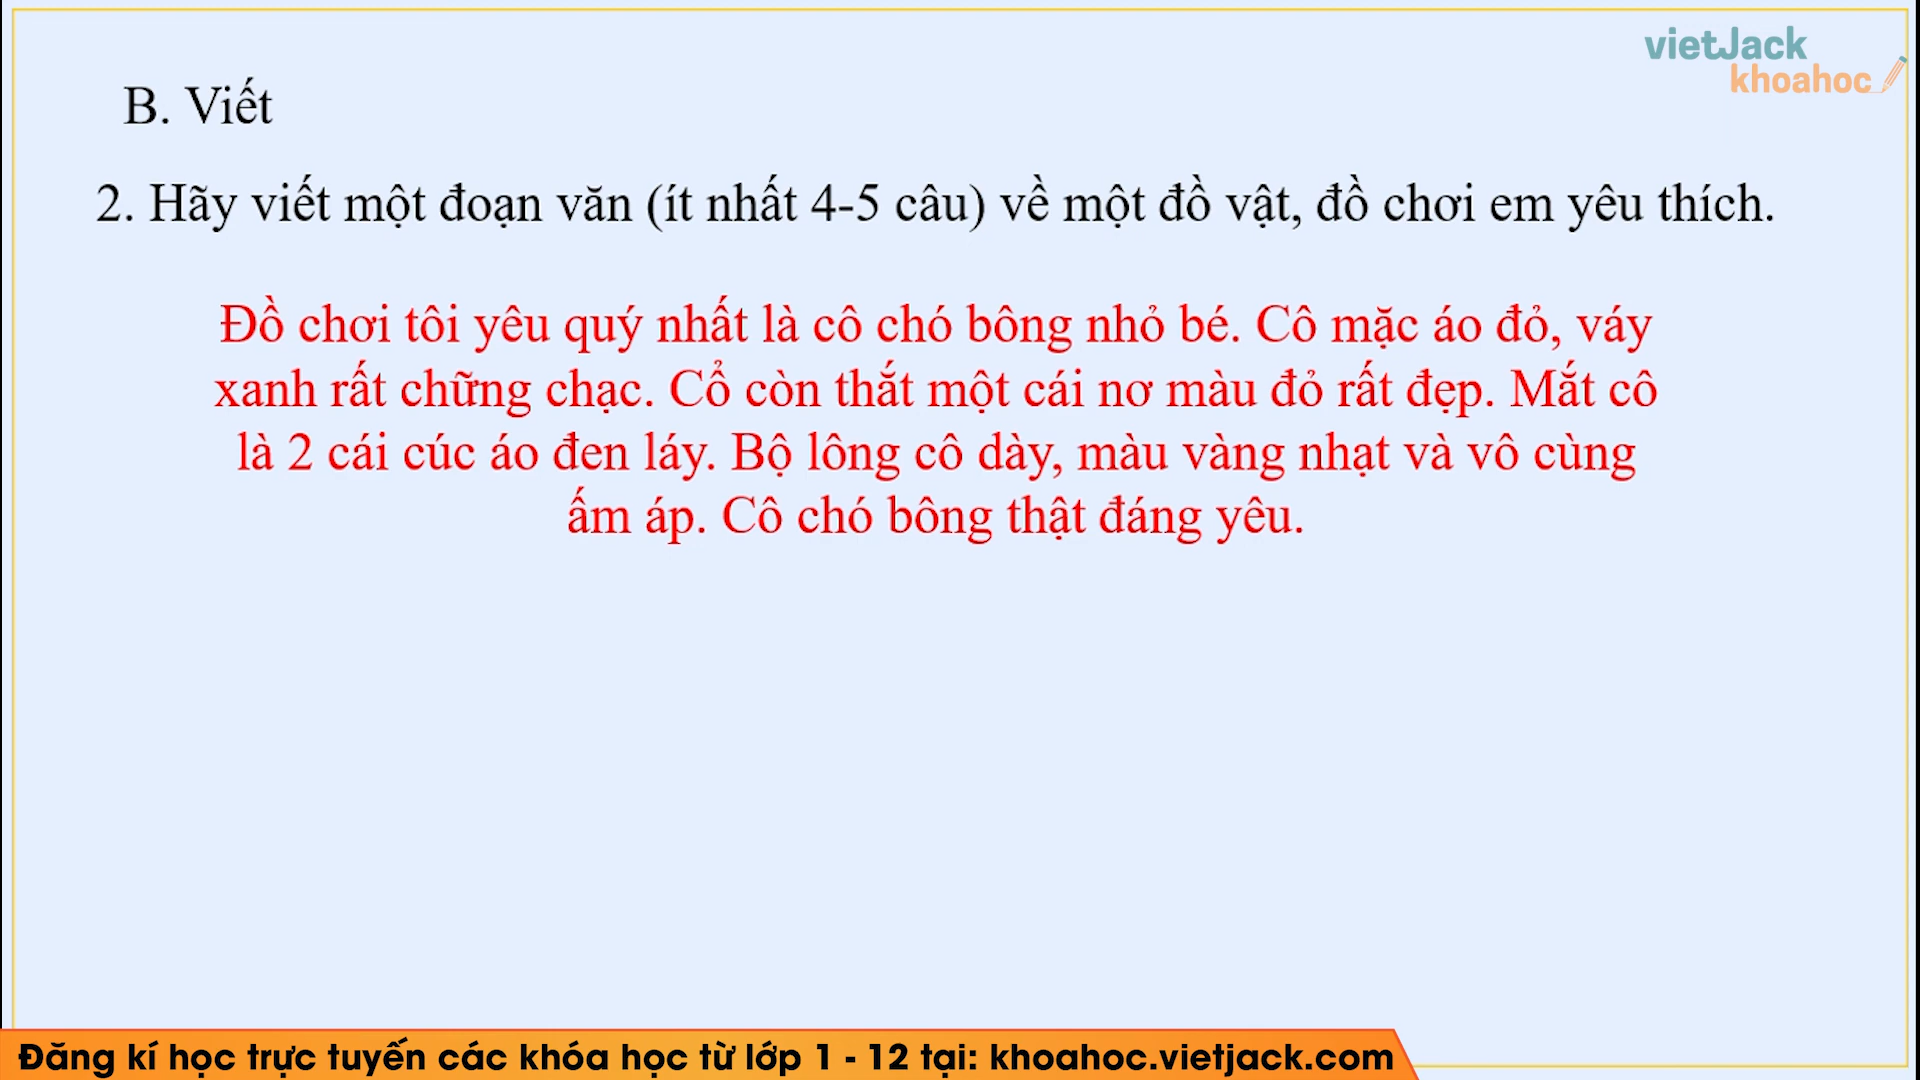 vietJack
khoahoc
B. Viết
2. Hãy viết một đoạn văn (ít nhất 4-5 câu) về một đồ vật, đồ chơi em yêu thích.
Đồ chơi tôi yêu quý nhất là cô chó bông nhỏ bé. Cô mặc áo đỏ, váy
xanh rất chững chạc. Cổ còn thắt một cái nơ màu đỏ rất đẹp. Mắt cô
là 2 cái cúc áo đen láy. Bộ lông cô dày, màu vàng nhạt và vô cùng
ấm áp. Cô chó bông thật đáng yêu.
Đăng kí học trực tuyến các khóa học từ lớp 1 - 12 tại: khoahoc.vietjack.com